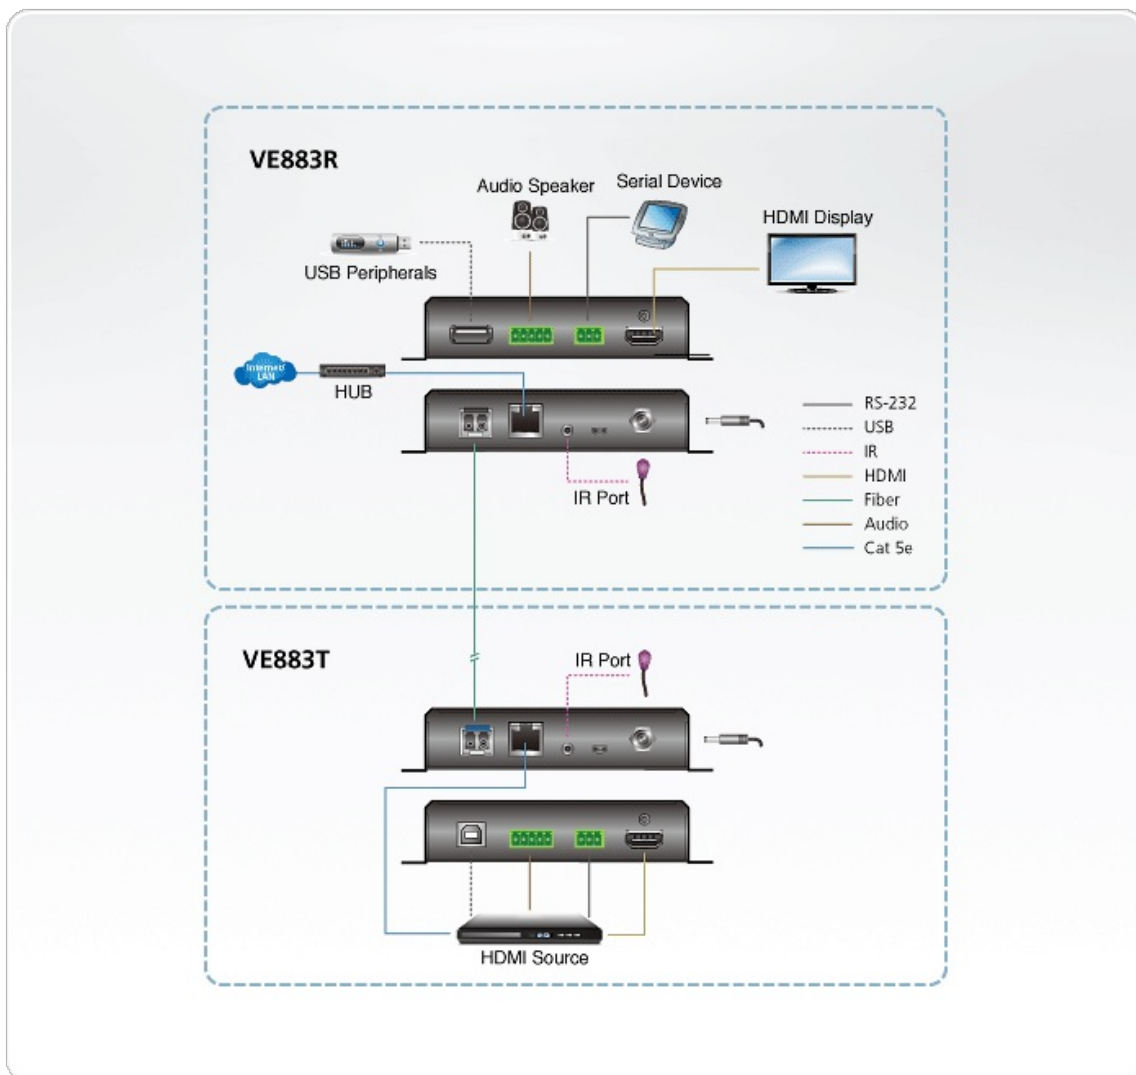 VE883R
Audio Speaker
Serial Device
HDMI Display
USB Peripherals
Internet/
LAN
HUB
IR Port
RS-232
USB
IR
HDMI
Fiber
Audio
Cat 5e
VE883T
IR Port
HDMI Source